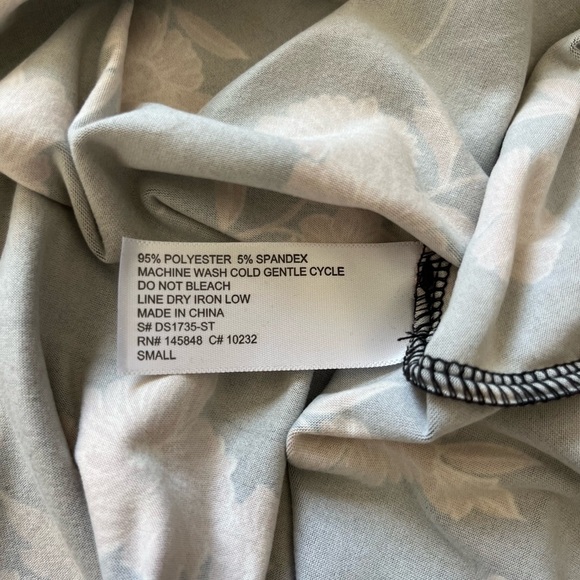 95% POLYESTER 5% SPANDEX
MACHINE WASH COLD GENTLE CYCLE
DO NOT BLEACH
LINE DRY IRON LOW
MADE IN CHINA
S# DS1735-ST
RN# 145848 C# 10232
SMALL